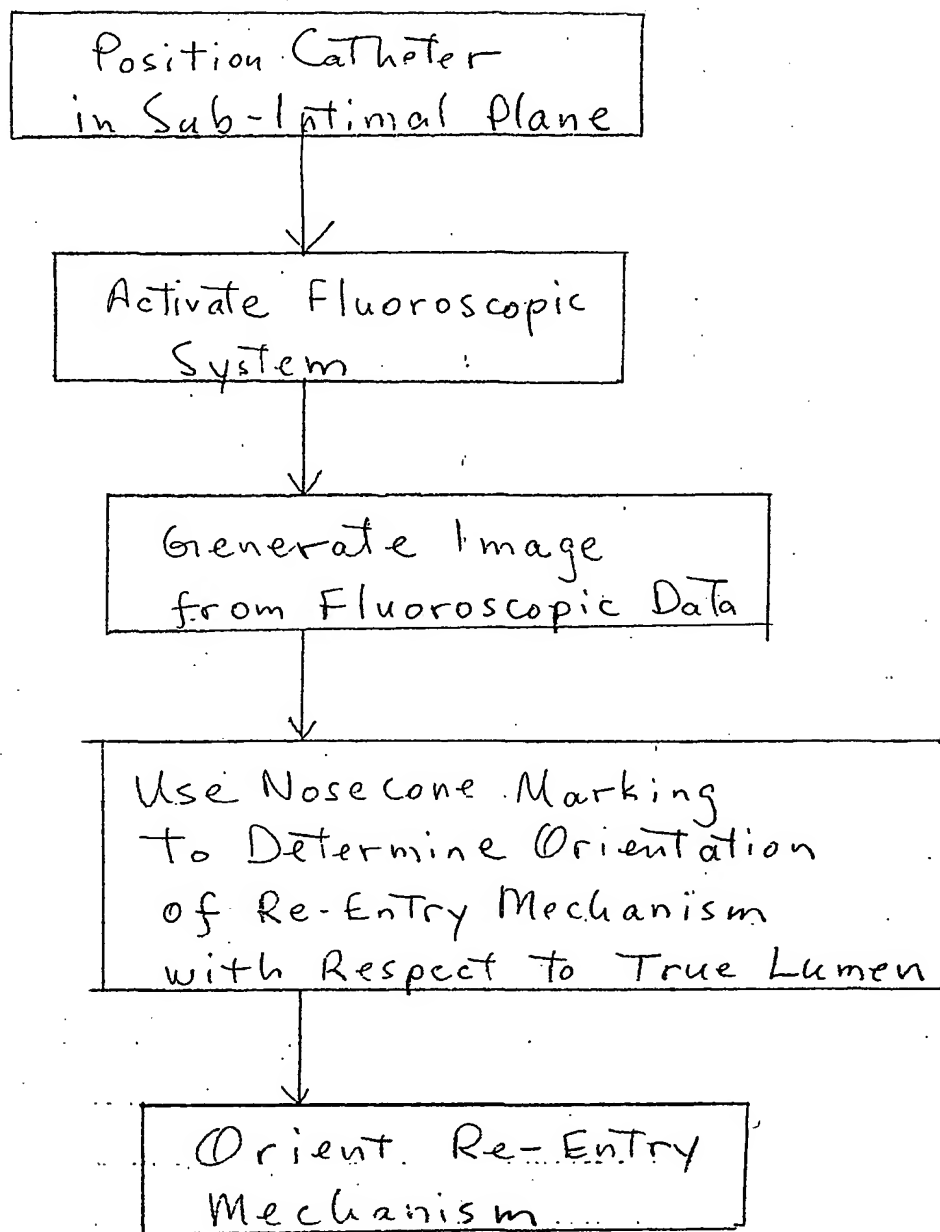 Position Catheter
in Sub-Intimal Plane
Activate Fluoroscopic
System
Generate Image
from Fluoroscopic Data
Use Nosecone Marking
To Determine Orientation
of Re-Entry Mechanism
with Respect To True Lumen
Orient Re-Entry
Mechanism